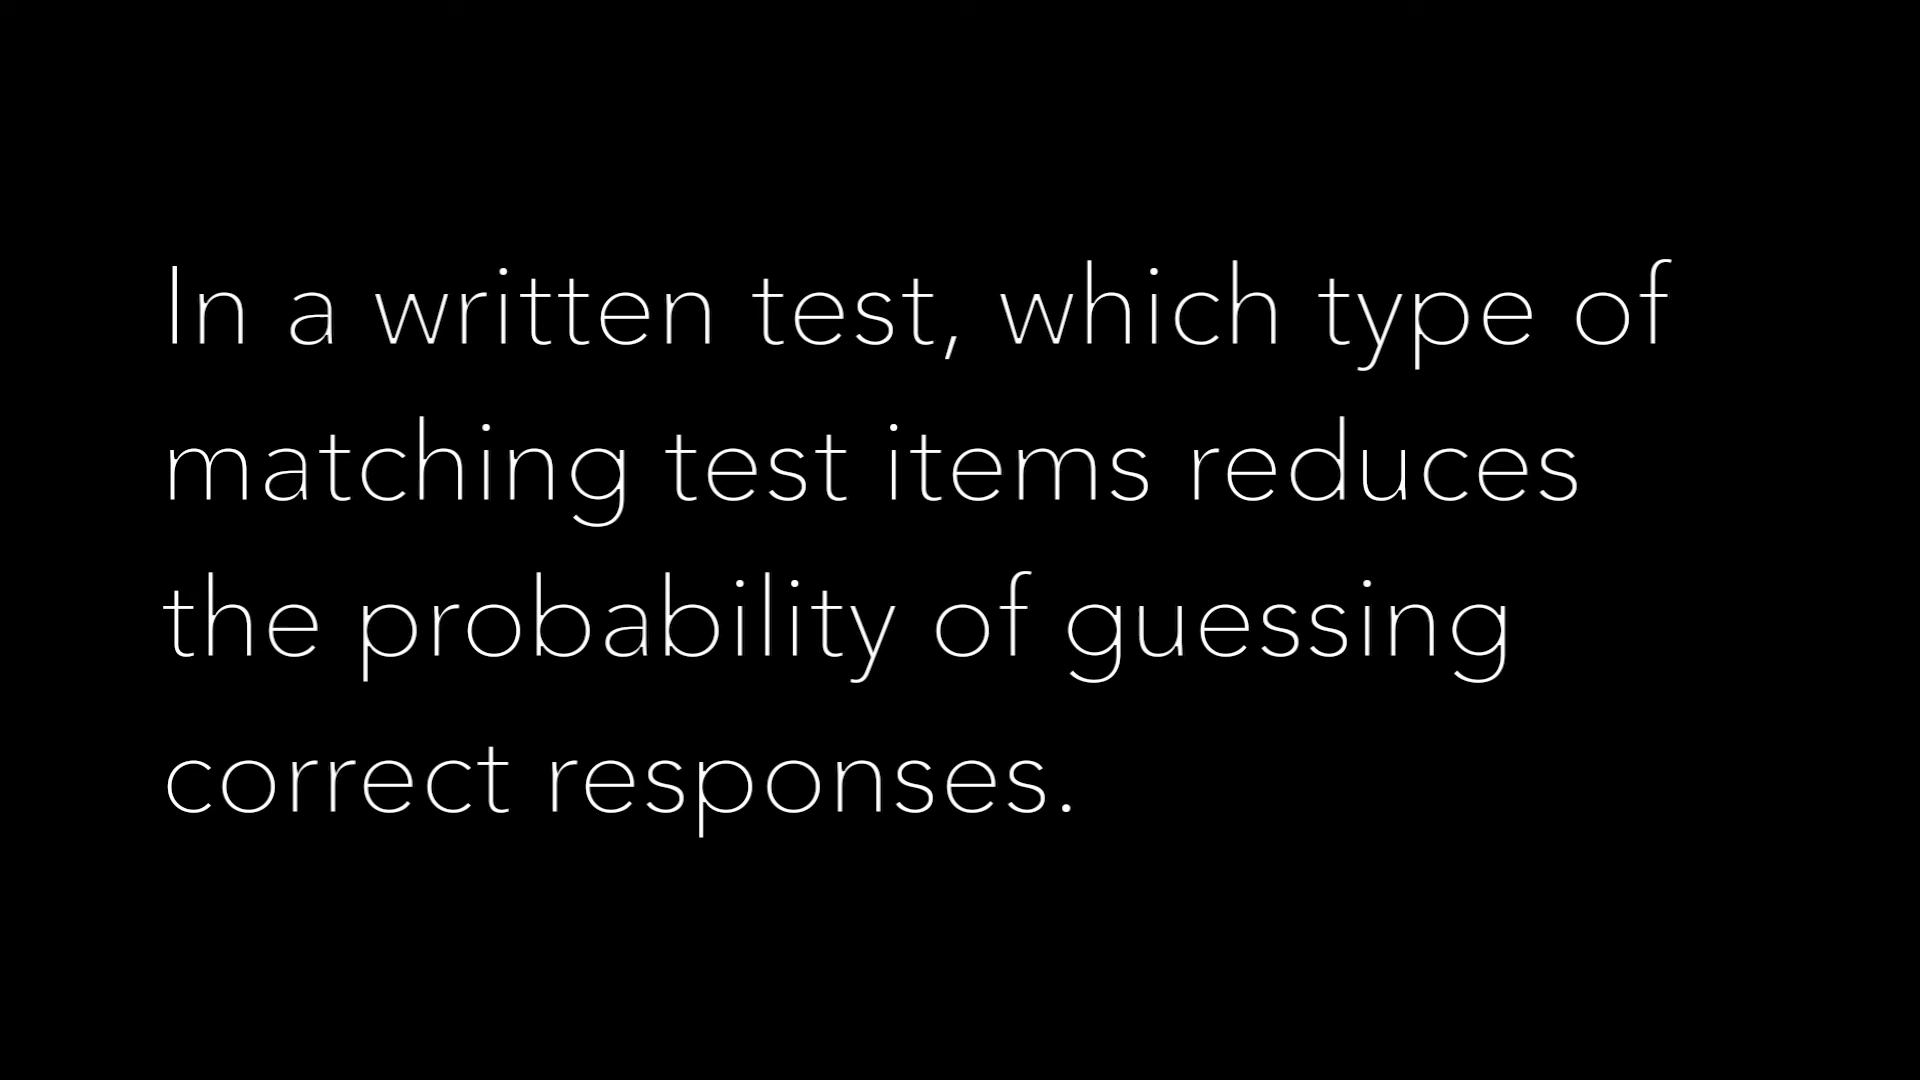 In a written test, which type of
matching test items reduces
the probability of guessing
correct responses.